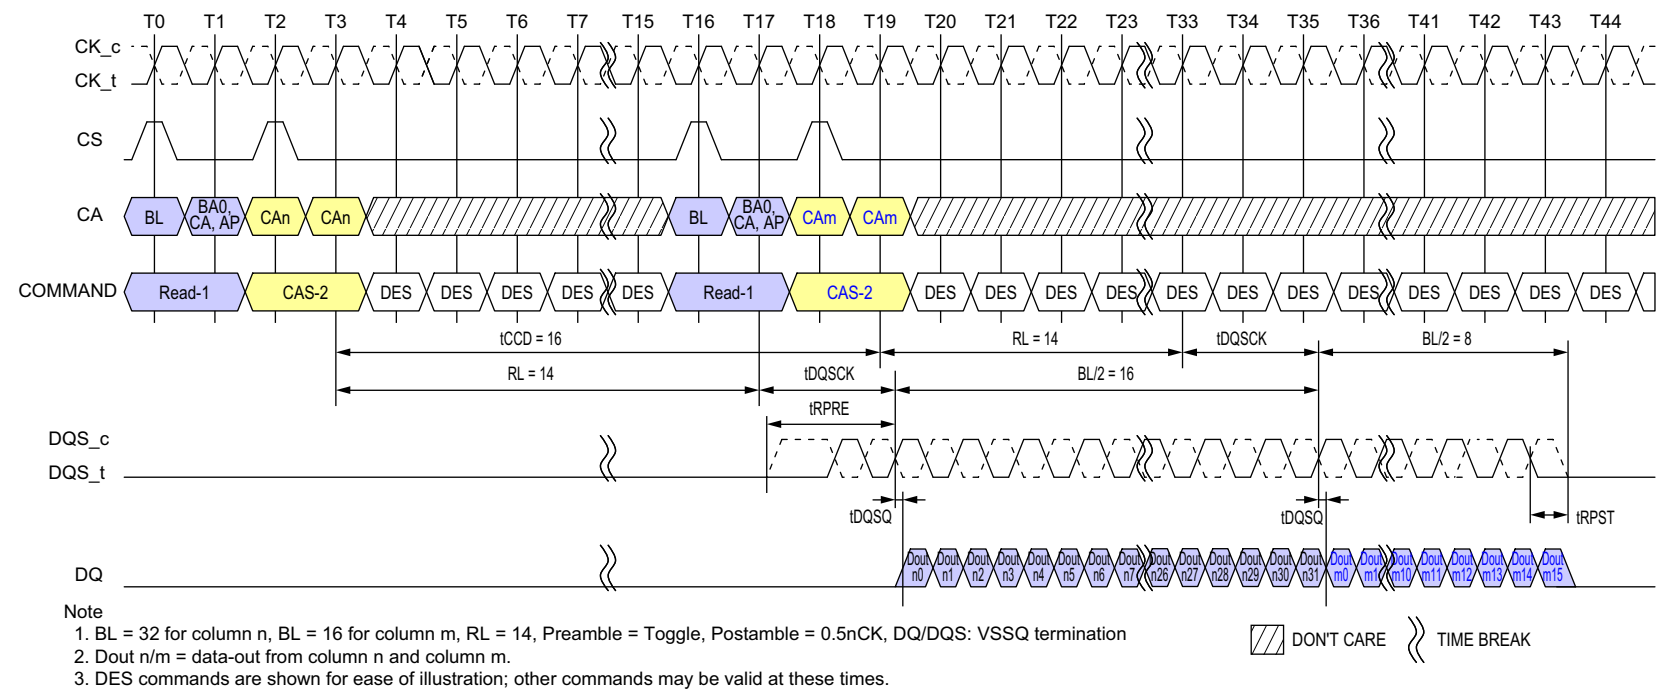 T0 T1 T2 T3 T4 T5 T6 T7 T15 T16 T17 T18 T19 T20 T21 T22 T23 T33 T34 T35 T36 T41 T42 T43 T44
CK_c
CK_t
CS
CA BL BA0, CA, AP CAn CAn BL BA0, CA, AP CAm CAm
COMMAND Read-1 CAS-2 DES DES DES DES DES Read-1 CAS-2 DES DES DES DES DES DES DES DES DES DES DES DES
tCCD = 16 RL = 14 tDQSCK BL/2 = 8
RL = 14 tDQSCK BL/2 = 16
tRPRE
DQS_c
DQS_t
tDQSQ tDQSQ tRPST
DQ Dout n0 Dout n1 Dout n2 Dout n3 Dout n4 Dout n5 Dout n6 Dout n7 Dout n26 Dout n27 Dout n28 Dout n29 Dout n30 Dout n31 Dout m0 Dout m1 Dout m10 Dout m11 Dout m12 Dout m13 Dout m14 Dout m15
Note
1. BL = 32 for column n, BL = 16 for column m, RL = 14, Preamble = Toggle, Postamble = 0.5nCK, DQ/DQS: VSSQ termination
2. Dout n/m = data-out from column n and column m.
3. DES commands are shown for ease of illustration; other commands may be valid at these times.
DON'T CARE TIME BREAK